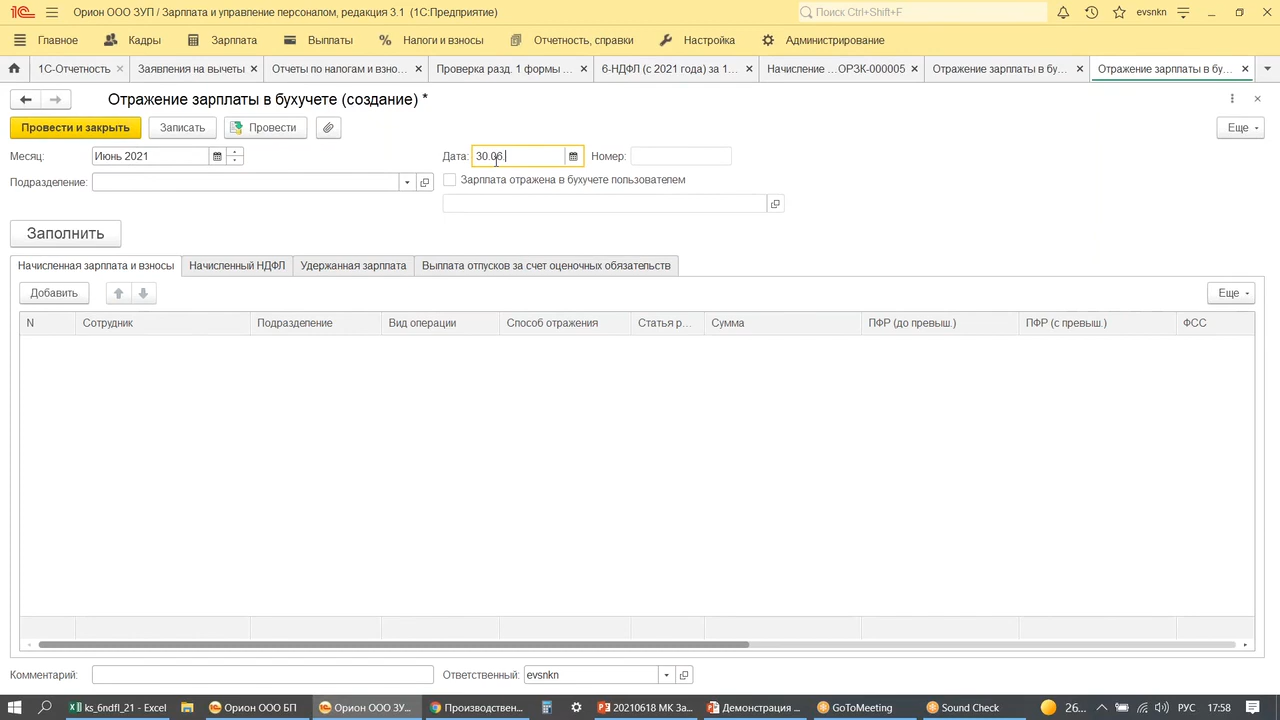 Орион ООО ЗУП / Зарплата и управление персоналом, редакция 3.1 (1С:Предприятие)
Поиск Ctrl+Shift+F
evsnkn
Главное Кадры Зарплата Выплаты Налоги и взносы Отчетность, справки Настройка Администрирование
1С-Отчетность Заявления на вычеты Отчеты по налогам и взно... Проверка разд. 1 формы ... 6-НДФЛ (с 2021 года) за 1... Начисление ...ОРЗК-000005 Отражение зарплаты в бу... Отражение зарплаты в бу...
Отражение зарплаты в бухучете (создание) *
Провести и закрыть Записать Провести Еще
Месяц: Июнь 2021 Дата: 30.06. Номер:
Подразделение: Зарплата отражена в бухучете пользователем
Заполнить
Начисленная зарплата и взносы Начисленный НДФЛ Удержанная зарплата Выплата отпусков за счет оценочных обязательств
Добавить Еще
N Сотрудник Подразделение Вид операции Способ отражения Статья р... Сумма ПФР (до превыш.) ПФР (с превыш.) ФСС
Комментарий: Ответственный: evsnkn
ks_6ndfl_21 - Excel Орион ООО БП Орион ООО ЗУ... Производствен... 20210618 МК За... Демонстрация ... GoToMeeting Sound Check 26... РУС 17:58